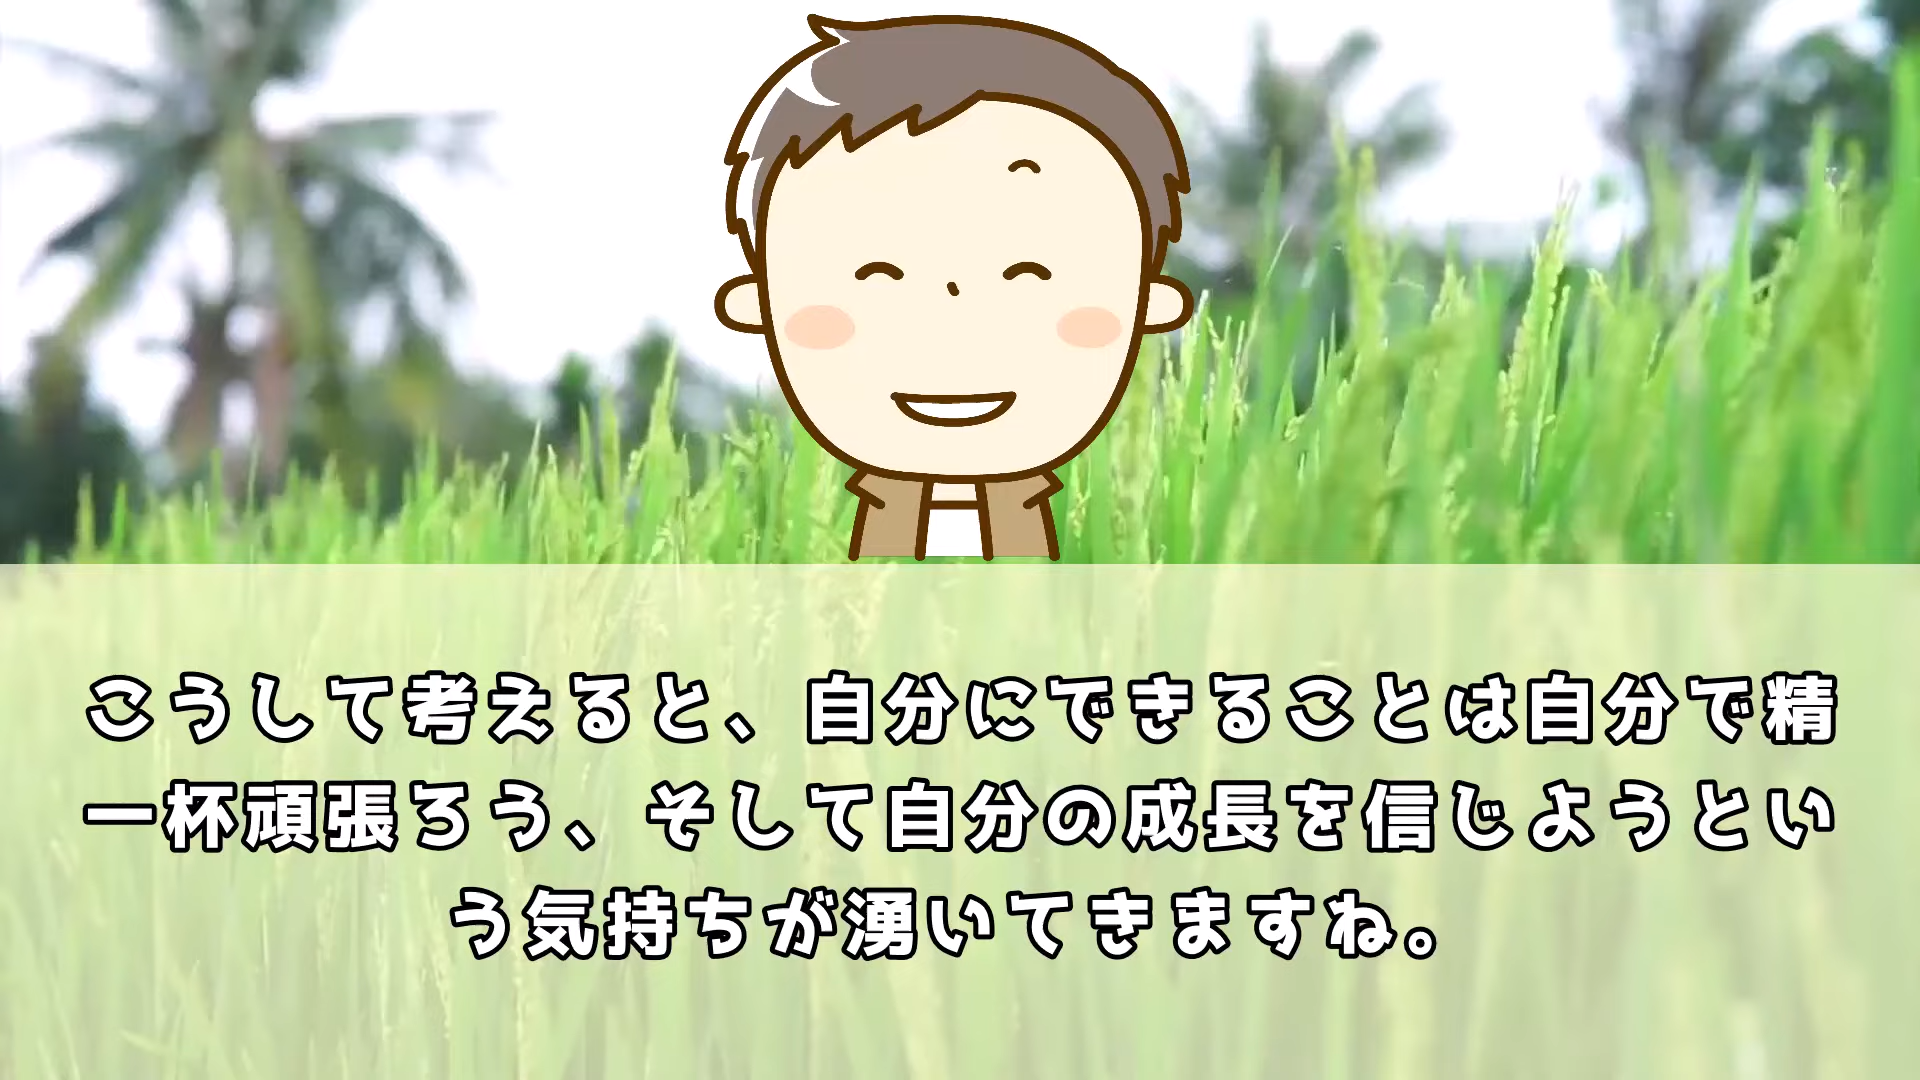 こうして考えると、自分にできることは自分で精
一杯頑張ろう、そして自分の成長を信じようとい
う気持ちが湧いてきますね。